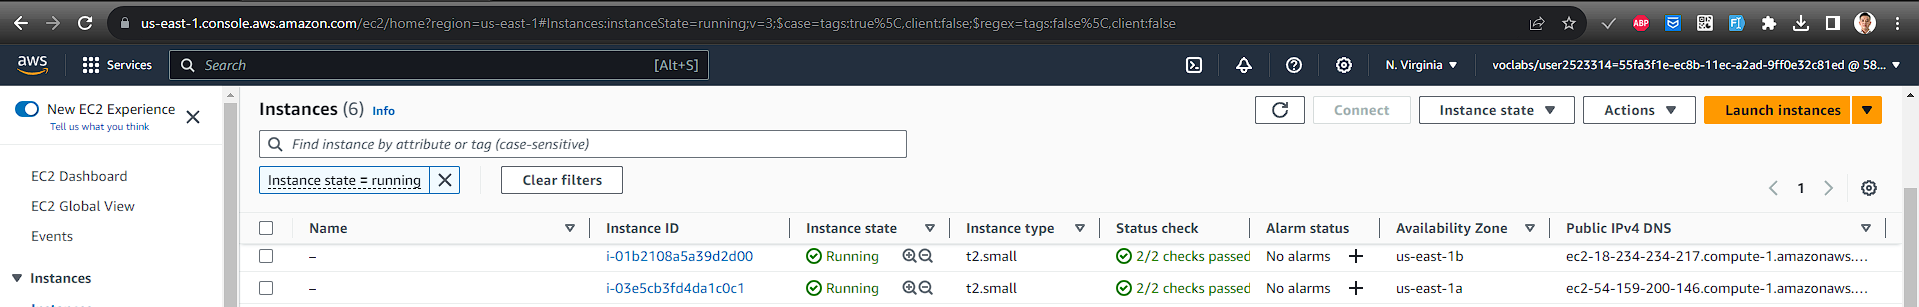 us-east-1.console.aws.amazon.com/ec2/home?region=us-east-1#Instances:instanceState=running;v=3;$case=tags:true%5C,client:false;$regex=tags:false%5C,client:false
ABP
aws Services Search [Alt+S] N. Virginia voclabs/user2523314=55fa3f1e-ec8b-11ec-a2ad-9ff0e32c81ed @ 58...
New EC2 Experience
Tell us what you think
EC2 Dashboard
EC2 Global View
Events
Instances
Instances (6) Info
Connect Instance state Actions Launch instances
Find instance by attribute or tag (case-sensitive)
Instance state = running Clear filters
1
Name Instance ID Instance state Instance type Status check Alarm status Availability Zone Public IPv4 DNS
– i-01b2108a5a39d2d00 Running t2.small 2/2 checks passed No alarms us-east-1b ec2-18-234-234-217.compute-1.amazonaws....
– i-03e5cb3fd4da1c0c1 Running t2.small 2/2 checks passed No alarms us-east-1a ec2-54-159-200-146.compute-1.amazonaws....